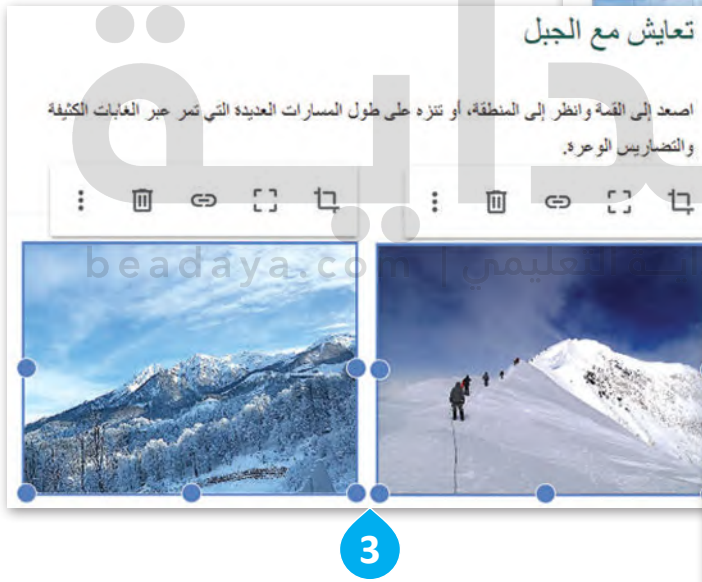 تعايش مع الجبل
اصعد إلى القمة وانظر إلى المنطقة، أو تنزه على طول المسارات العديدة التي تمر عبر الغابات الكثيفة
والتضاريس الوعرة.
beadaya.com | التعليمي
3